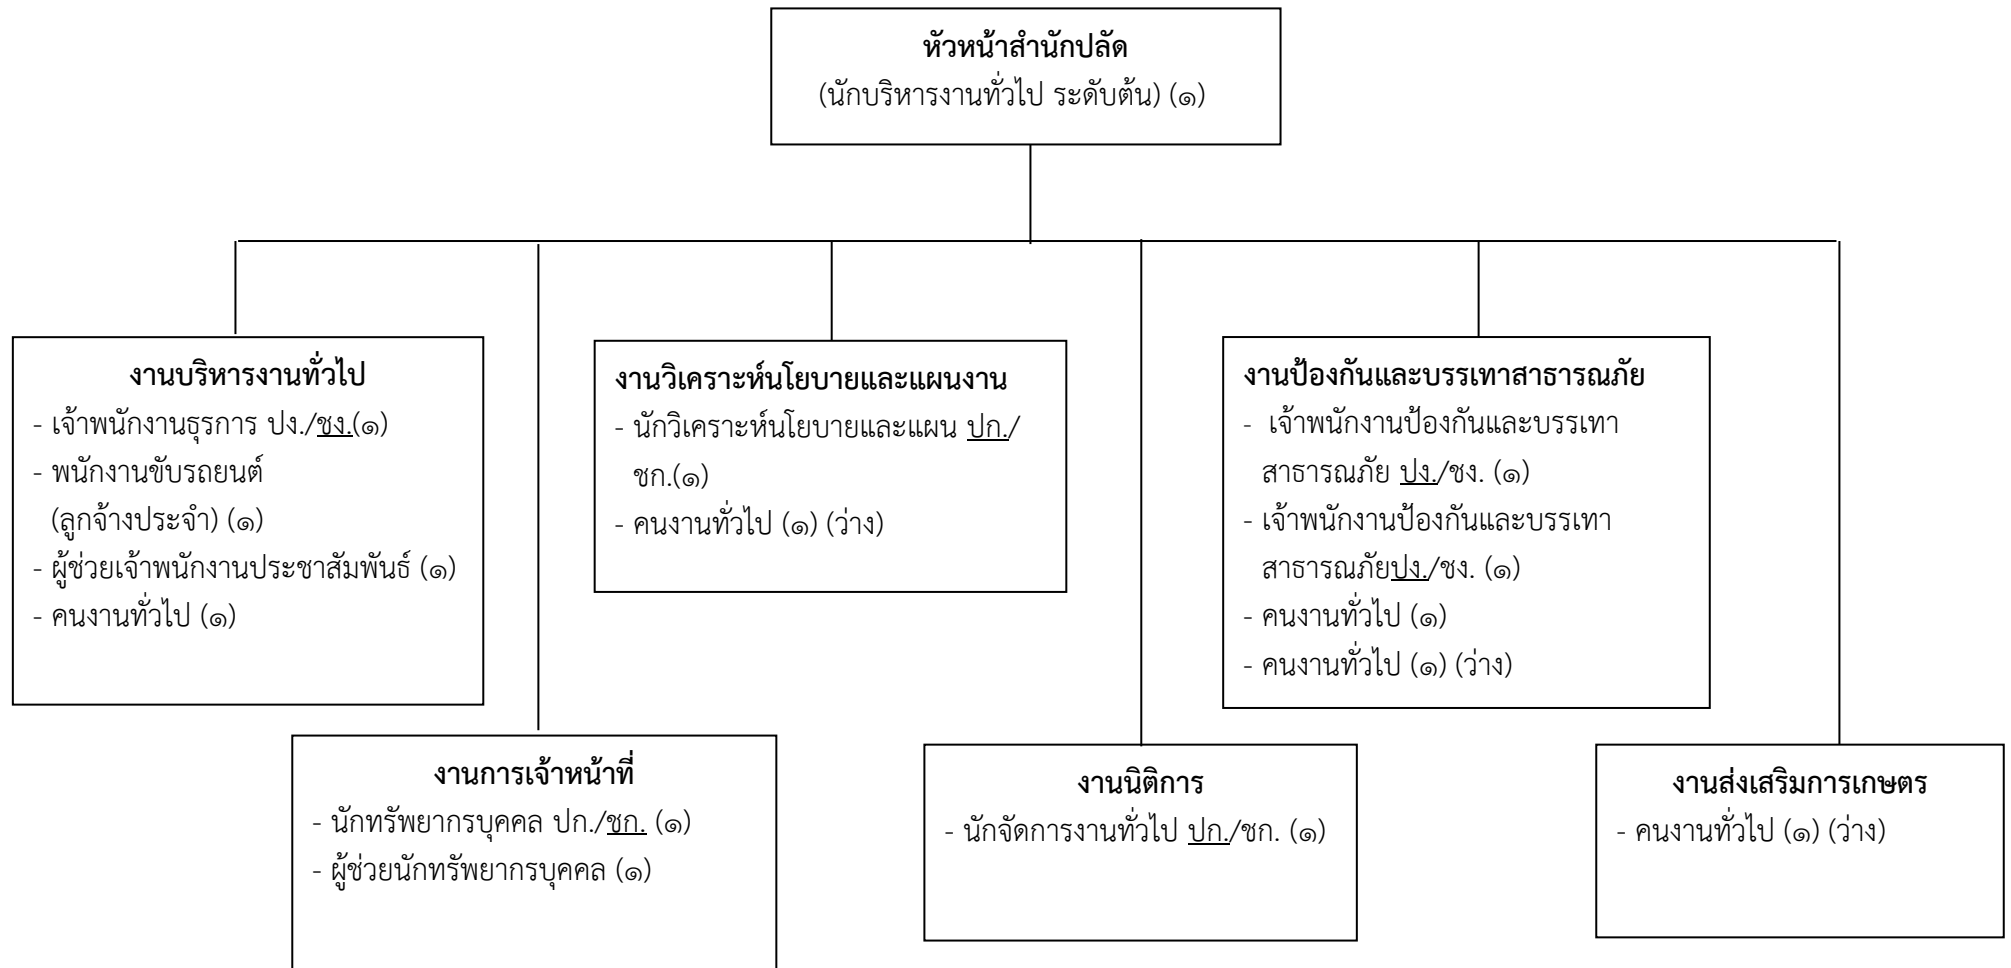 หัวหน้าสำนักปลัด
(นักบริหารงานทั่วไป ระดับต้น) (๑)
งานบริหารงานทั่วไป
- เจ้าพนักงานธุรการ ปง./ชง.(๑)
- พนักงานขับรถยนต์
(ลูกจ้างประจำ) (๑)
- ผู้ช่วยเจ้าพนักงานประชาสัมพันธ์ (๑)
- คนงานทั่วไป (๑)
งานวิเคราะห์นโยบายและแผนงาน
- นักวิเคราะห์นโยบายและแผน ปก./
ชก.(๑)
- คนงานทั่วไป (๑) (ว่าง)
งานป้องกันและบรรเทาสาธารณภัย
- เจ้าพนักงานป้องกันและบรรเทา
สาธารณภัย ปง./ชง. (๑)
- เจ้าพนักงานป้องกันและบรรเทา
สาธารณภัยปง./ชง. (๑)
- คนงานทั่วไป (๑)
- คนงานทั่วไป (๑) (ว่าง)
งานการเจ้าหน้าที่
- นักทรัพยากรบุคคล ปก./ชก. (๑)
- ผู้ช่วยนักทรัพยากรบุคคล (๑)
งานนิติการ
- นักจัดการงานทั่วไป ปก./ชก. (๑)
งานส่งเสริมการเกษตร
- คนงานทั่วไป (๑) (ว่าง)